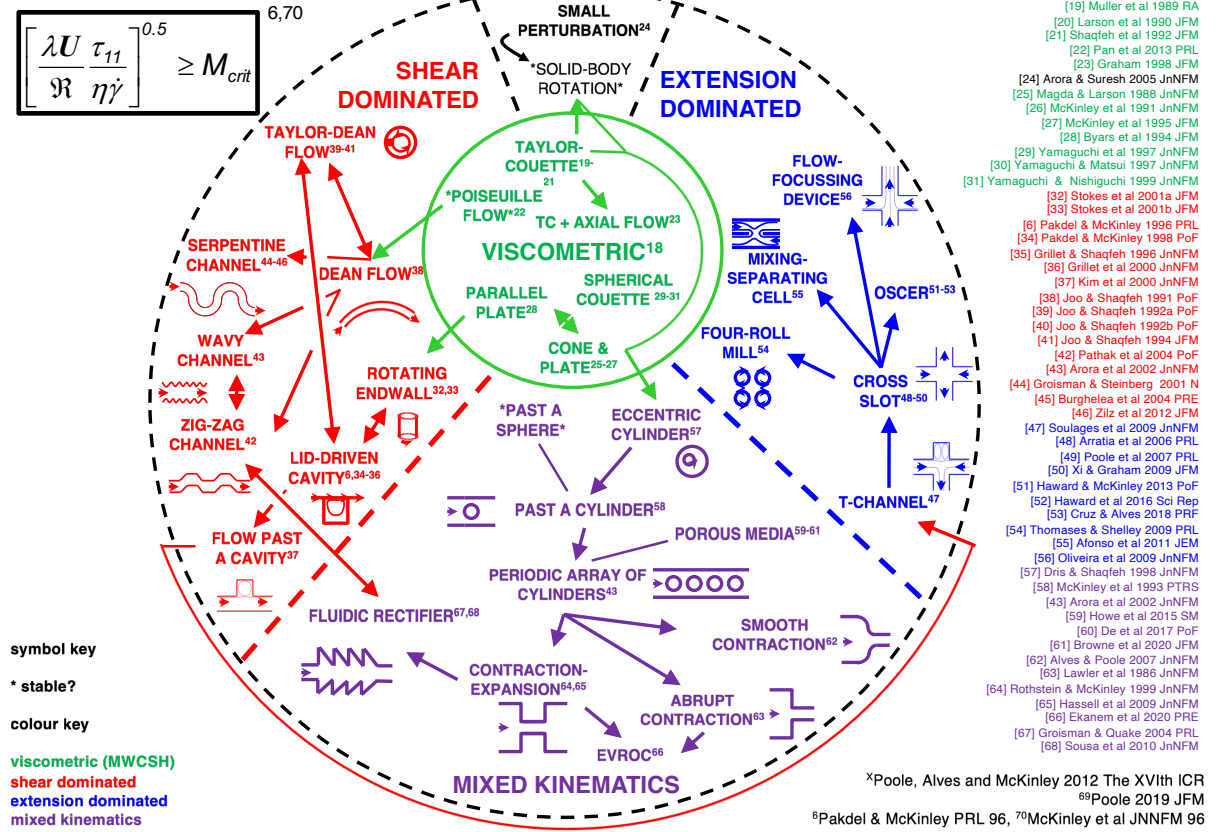 [λU/ℜ τ₁₁/ηγ̇]^0.5 ≥ M_crit
6,70
SMALL
PERTURBATION24
*SOLID-BODY
ROTATION*
SHEAR
DOMINATED
EXTENSION
DOMINATED
TAYLOR-DEAN
FLOW39-41
TAYLOR-
COUETTE19-
21
*POISEUILLE
FLOW*22
TC + AXIAL FLOW23
VISCOMETRIC18
SPHERICAL
COUETTE 29-31
PARALLEL
PLATE28
CONE &
PLATE25-27
SERPENTINE
CHANNEL44-46
DEAN FLOW38
WAVY
CHANNEL43
ZIG-ZAG
CHANNEL42
ROTATING
ENDWALL32,33
LID-DRIVEN
CAVITY6,34-36
FLOW PAST
A CAVITY37
FLOW-
FOCUSSING
DEVICE56
MIXING-
SEPARATING
CELL55
OSCER51-53
FOUR-ROLL
MILL54
CROSS
SLOT48-50
T-CHANNEL47
*PAST A
SPHERE*
ECCENTRIC
CYLINDER57
PAST A CYLINDER58
POROUS MEDIA59-61
PERIODIC ARRAY OF
CYLINDERS43
FLUIDIC RECTIFIER67,68
SMOOTH
CONTRACTION62
CONTRACTION-
EXPANSION64,65
ABRUPT
CONTRACTION63
EVROC66
MIXED KINEMATICS
symbol key
* stable?
colour key
viscometric (MWCSH)
shear dominated
extension dominated
mixed kinematics
[19] Muller et al 1989 RA
[20] Larson et al 1990 JFM
[21] Shaqfeh et al 1992 JFM
[22] Pan et al 2013 PRL
[23] Graham 1998 JFM
[24] Arora & Suresh 2005 JnNFM
[25] Magda & Larson 1988 JnNFM
[26] McKinley et al 1991 JnNFM
[27] McKinley et al 1995 JFM
[28] Byars et al 1994 JFM
[29] Yamaguchi et al 1997 JnNFM
[30] Yamaguchi & Matsui 1997 JnNFM
[31] Yamaguchi & Nishiguchi 1999 JnNFM
[32] Stokes et al 2001a JFM
[33] Stokes et al 2001b JFM
[6] Pakdel & McKinley 1996 PRL
[34] Pakdel & McKinley 1998 PoF
[35] Grillet & Shaqfeh 1996 JnNFM
[36] Grillet et al 2000 JnNFM
[37] Kim et al 2000 JnNFM
[38] Joo & Shaqfeh 1991 PoF
[39] Joo & Shaqfeh 1992a PoF
[40] Joo & Shaqfeh 1992b PoF
[41] Joo & Shaqfeh 1994 JFM
[42] Pathak et al 2004 PoF
[43] Arora et al 2002 JnNFM
[44] Groisman & Steinberg 2001 N
[45] Burghelea et al 2004 PRE
[46] Zilz et al 2012 JFM
[47] Soulages et al 2009 JnNFM
[48] Arratia et al 2006 PRL
[49] Poole et al 2007 PRL
[50] Xi & Graham 2009 JFM
[51] Haward & McKinley 2013 PoF
[52] Haward et al 2016 Sci Rep
[53] Cruz & Alves 2018 PRF
[54] Thomases & Shelley 2009 PRL
[55] Afonso et al 2011 JEM
[56] Oliveira et al 2009 JnNFM
[57] Dris & Shaqfeh 1998 JnNFM
[58] McKinley et al 1993 PTRS
[43] Arora et al 2002 JnNFM
[59] Howe et al 2015 SM
[60] De et al 2017 PoF
[61] Browne et al 2020 JFM
[62] Alves & Poole 2007 JnNFM
[63] Lawler et al 1986 JnNFM
[64] Rothstein & McKinley 1999 JnNFM
[65] Hassell et al 2009 JnNFM
[66] Ekanem et al 2020 PRE
[67] Groisman & Quake 2004 PRL
[68] Sousa et al 2010 JnNFM
XPoole, Alves and McKinley 2012 The XVIth ICR
69Poole 2019 JFM
6Pakdel & McKinley PRL 96, 70McKinley et al JNNFM 96